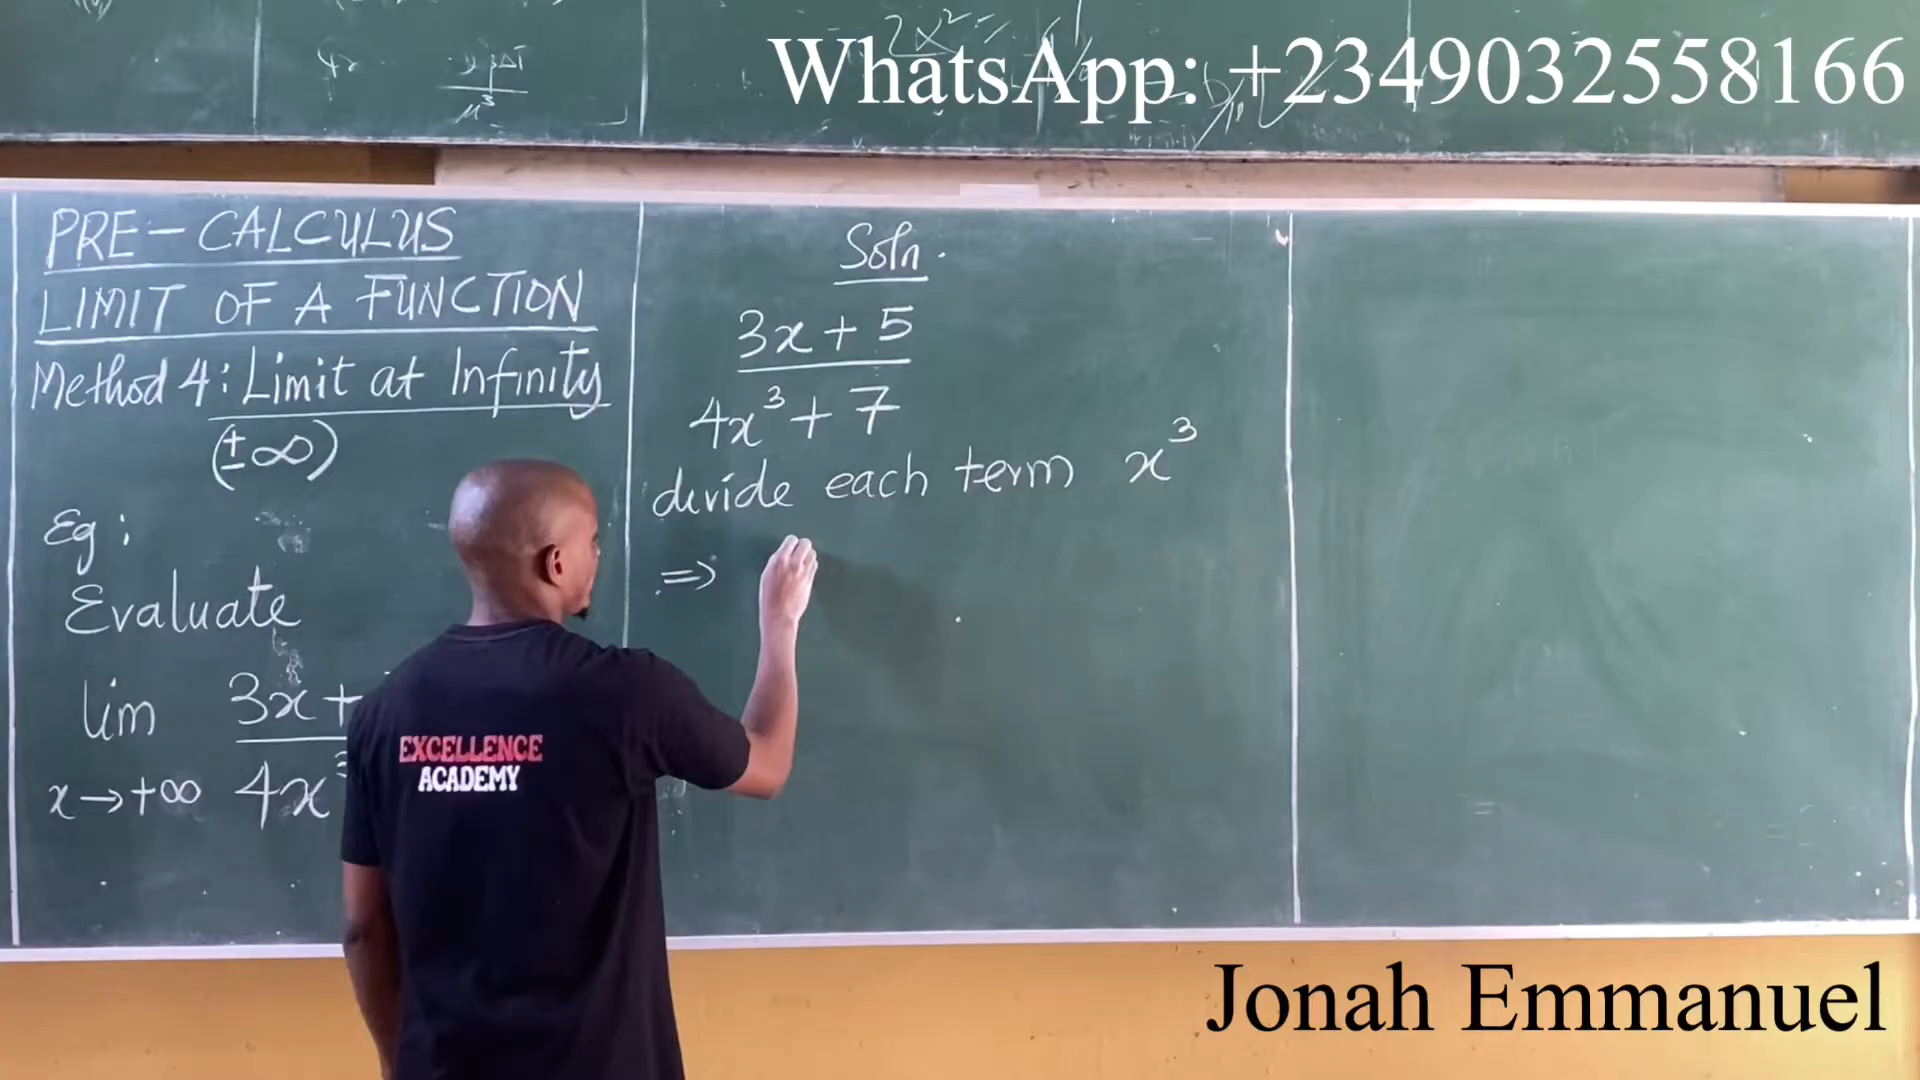 WhatsApp: +2349032558166
PRE-CALCULUS
LIMIT OF A FUNCTION
Method 4: Limit at Infinity
(±∞)
Eg:
Evaluate
lim 3x+
x→+∞ 4x³
Soln.
3x + 5
4x³ + 7
divide each term x³
⇒
EXCELLENCE
ACADEMY
Jonah Emmanuel